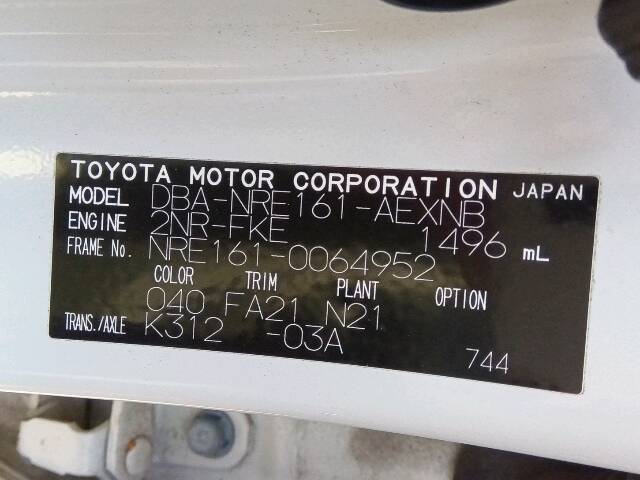 TOYOTA MOTOR CORPORATION JAPAN
MODEL DBA-NRE161-AEXNB
ENGINE 2NR-FKE 1496 mL
FRAME No. NRE161-0064952
COLOR TRIM PLANT OPTION
040 FA21 N21
TRANS./AXLE K312 -03A
744